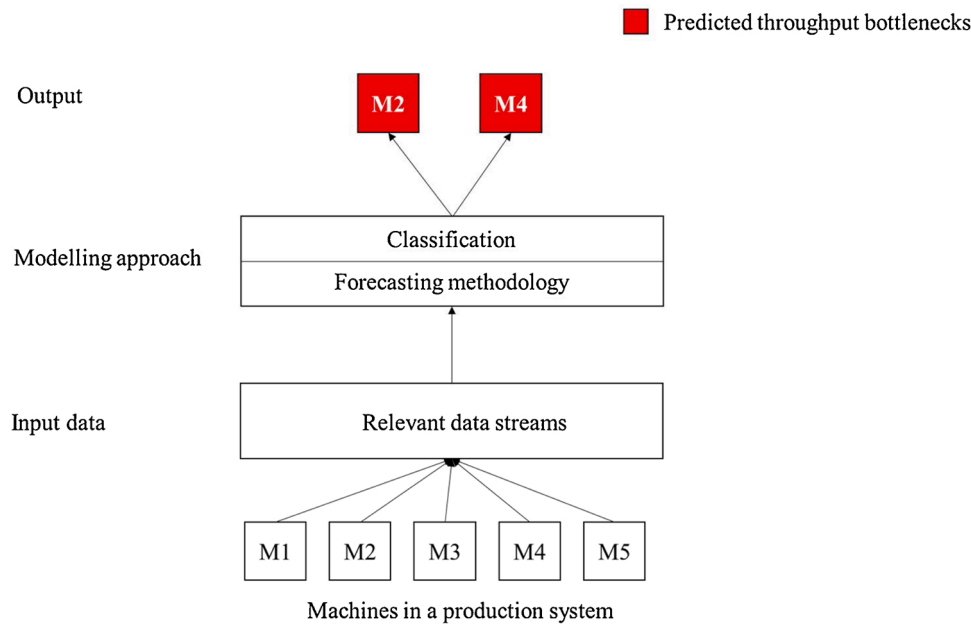 Predicted throughput bottlenecks
Output
M2
M4
Modelling approach
Classification
Forecasting methodology
Input data
Relevant data streams
M1
M2
M3
M4
M5
Machines in a production system